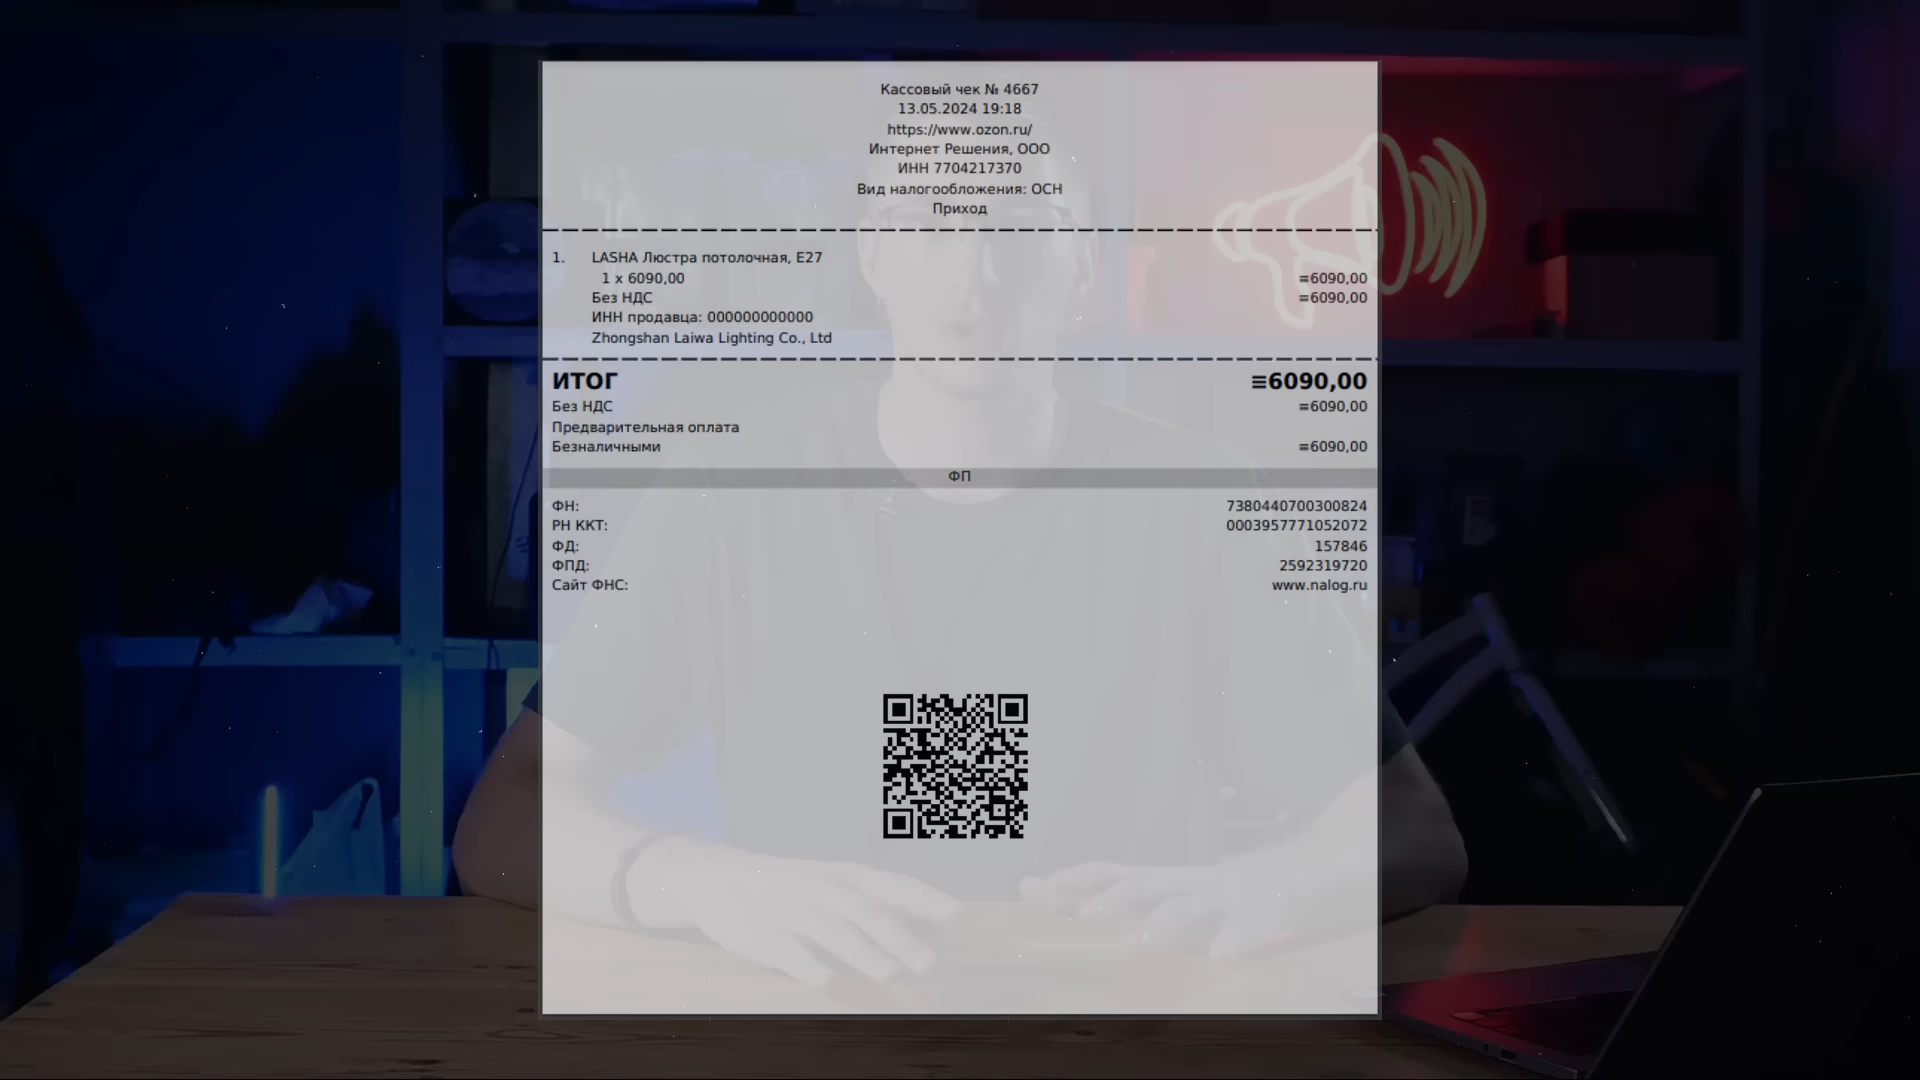 Кассовый чек № 4667
13.05.2024 19:18
https://www.ozon.ru/
Интернет Решения, ООО
ИНН 7704217370
Вид налогообложения: ОСН
Приход
1. LASHA Люстра потолочная, E27
1 x 6090,00 =6090,00
Без НДС =6090,00
ИНН продавца: 000000000000
Zhongshan Laiwa Lighting Co., Ltd
ИТОГ ≡6090,00
Без НДС =6090,00
Предварительная оплата
Безналичными =6090,00
ФП
ФН: 7380440700300824
РН ККТ: 0003957771052072
ФД: 157846
ФПД: 2592319720
Сайт ФНС: www.nalog.ru